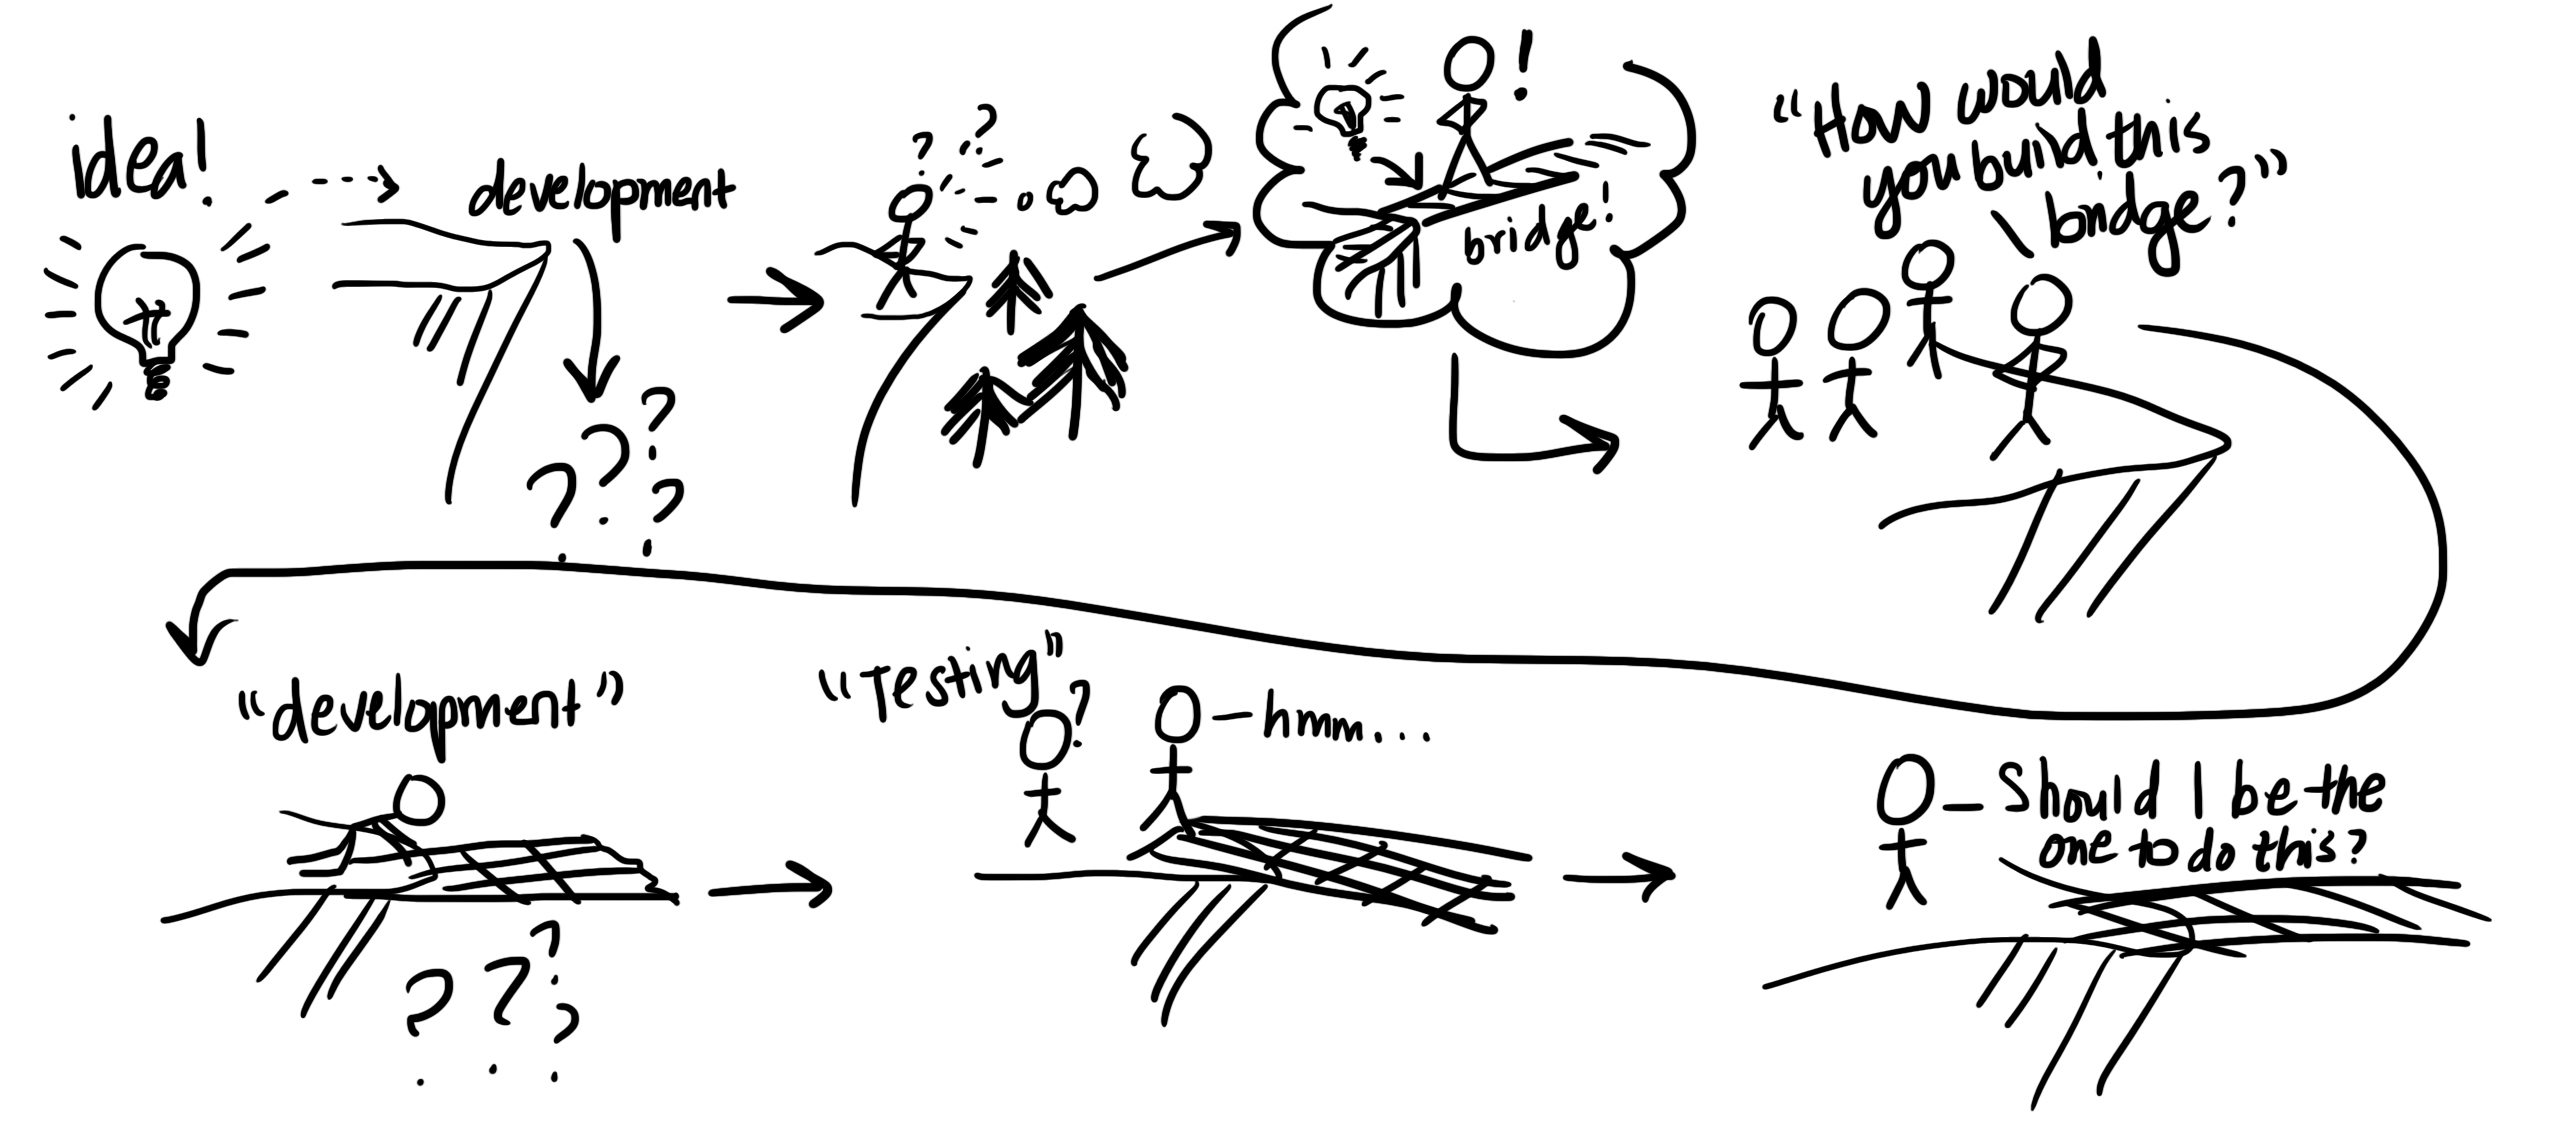 idea!
development
? ?
? ? ? ?
!
bridge!
"How would
you build this
bridge?"
"development"
? ? ? ?
"Testing"
?
hmm...
Should I be the
one to do this?